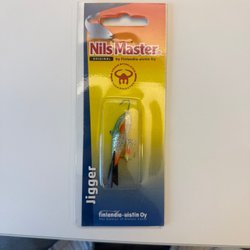 Nils Master
ORIGINAL by Finlandia-uistin Oy
Jigger
finlandia-uistin Oy